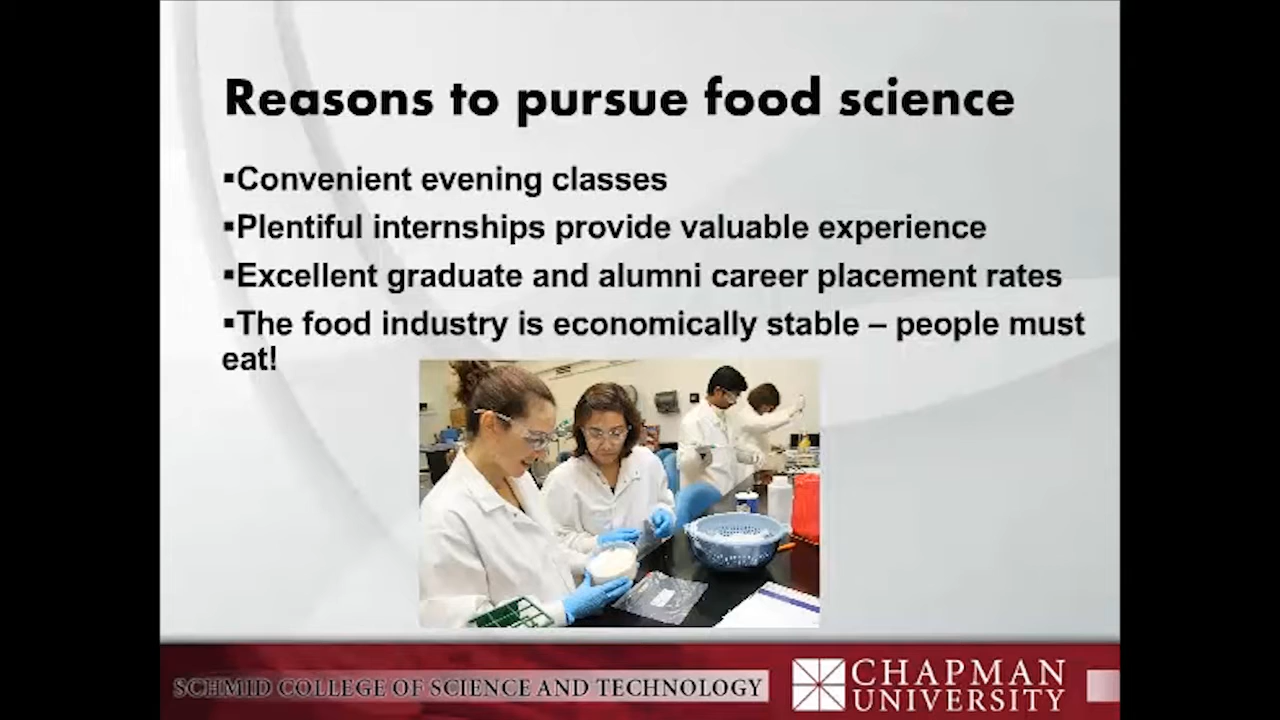 Reasons to pursue food science
▪Convenient evening classes
▪Plentiful internships provide valuable experience
▪Excellent graduate and alumni career placement rates
▪The food industry is economically stable – people must
eat!
SCHMID COLLEGE OF SCIENCE AND TECHNOLOGY
CHAPMAN
UNIVERSITY